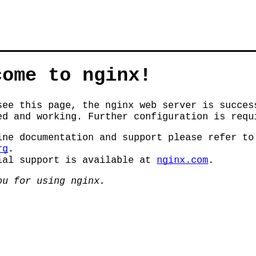 come to nginx!
see this page, the nginx web server is success
ed and working. Further configuration is requi
ine documentation and support please refer to
rg.
ial support is available at nginx.com.
ou for using nginx.